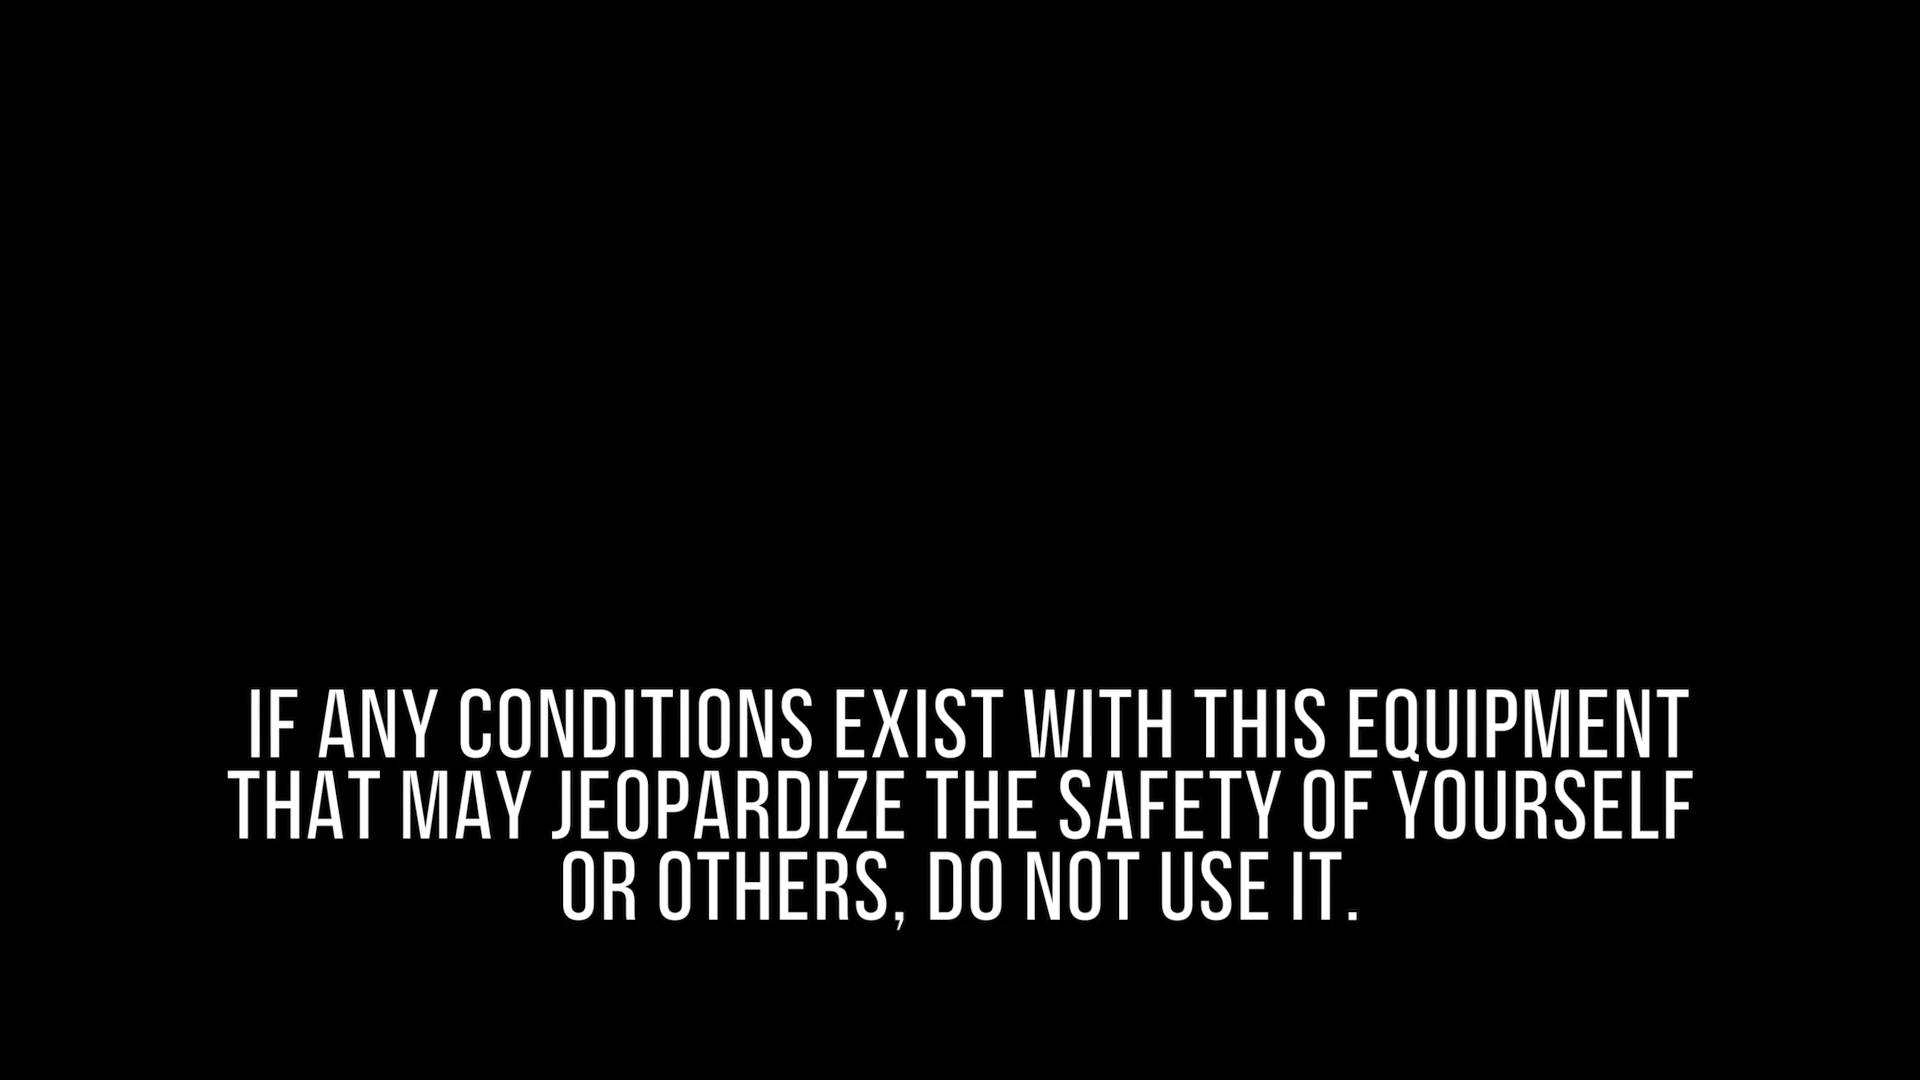 IF ANY CONDITIONS EXIST WITH THIS EQUIPMENT
THAT MAY JEOPARDIZE THE SAFETY OF YOURSELF
OR OTHERS, DO NOT USE IT.